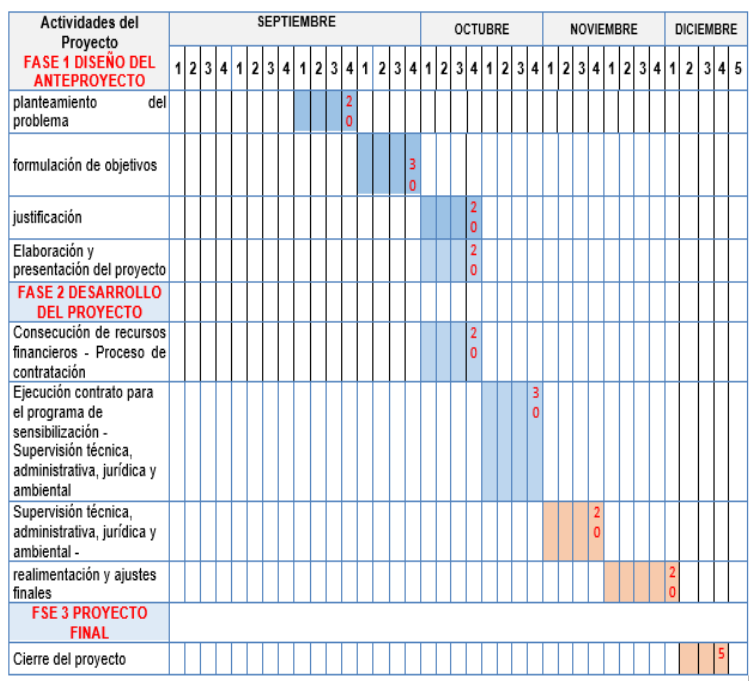 Actividades del
Proyecto
SEPTIEMBRE
OCTUBRE
NOVIEMBRE
DICIEMBRE
FASE 1 DISEÑO DEL
ANTEPROYECTO
1 2 3 4 1 2 3 4 1 2 3 4 1 2 3 4 1 2 3 4 1 2 3 4 1 2 3 4 1 2 3 4 1 2 3 4 5
planteamiento del
problema
2
0
formulación de objetivos
3
0
justificación
2
0
Elaboración y
presentación del proyecto
2
0
FASE 2 DESARROLLO
DEL PROYECTO
Consecución de recursos
financieros - Proceso de
contratación
2
0
Ejecución contrato para
el programa de
sensibilización -
Supervisión técnica,
administrativa, jurídica y
ambiental
3
0
Supervisión técnica,
administrativa, jurídica y
ambiental -
2
0
realimentación y ajustes
finales
2
0
FSE 3 PROYECTO
FINAL
Cierre del proyecto
5